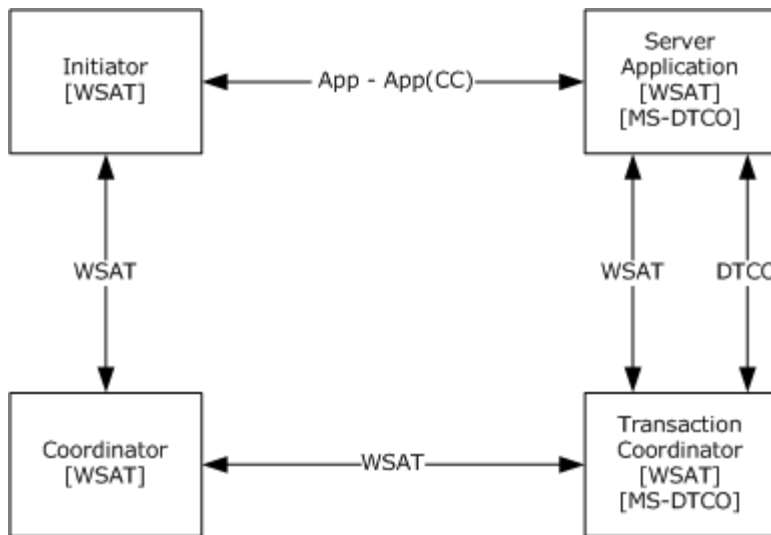 Initiator
[WSAT]
App - App(CC)
Server
Application
[WSAT]
[MS-DTCO]
WSAT
WSAT
DTCO
Coordinator
[WSAT]
WSAT
Transaction
Coordinator
[WSAT]
[MS-DTCO]